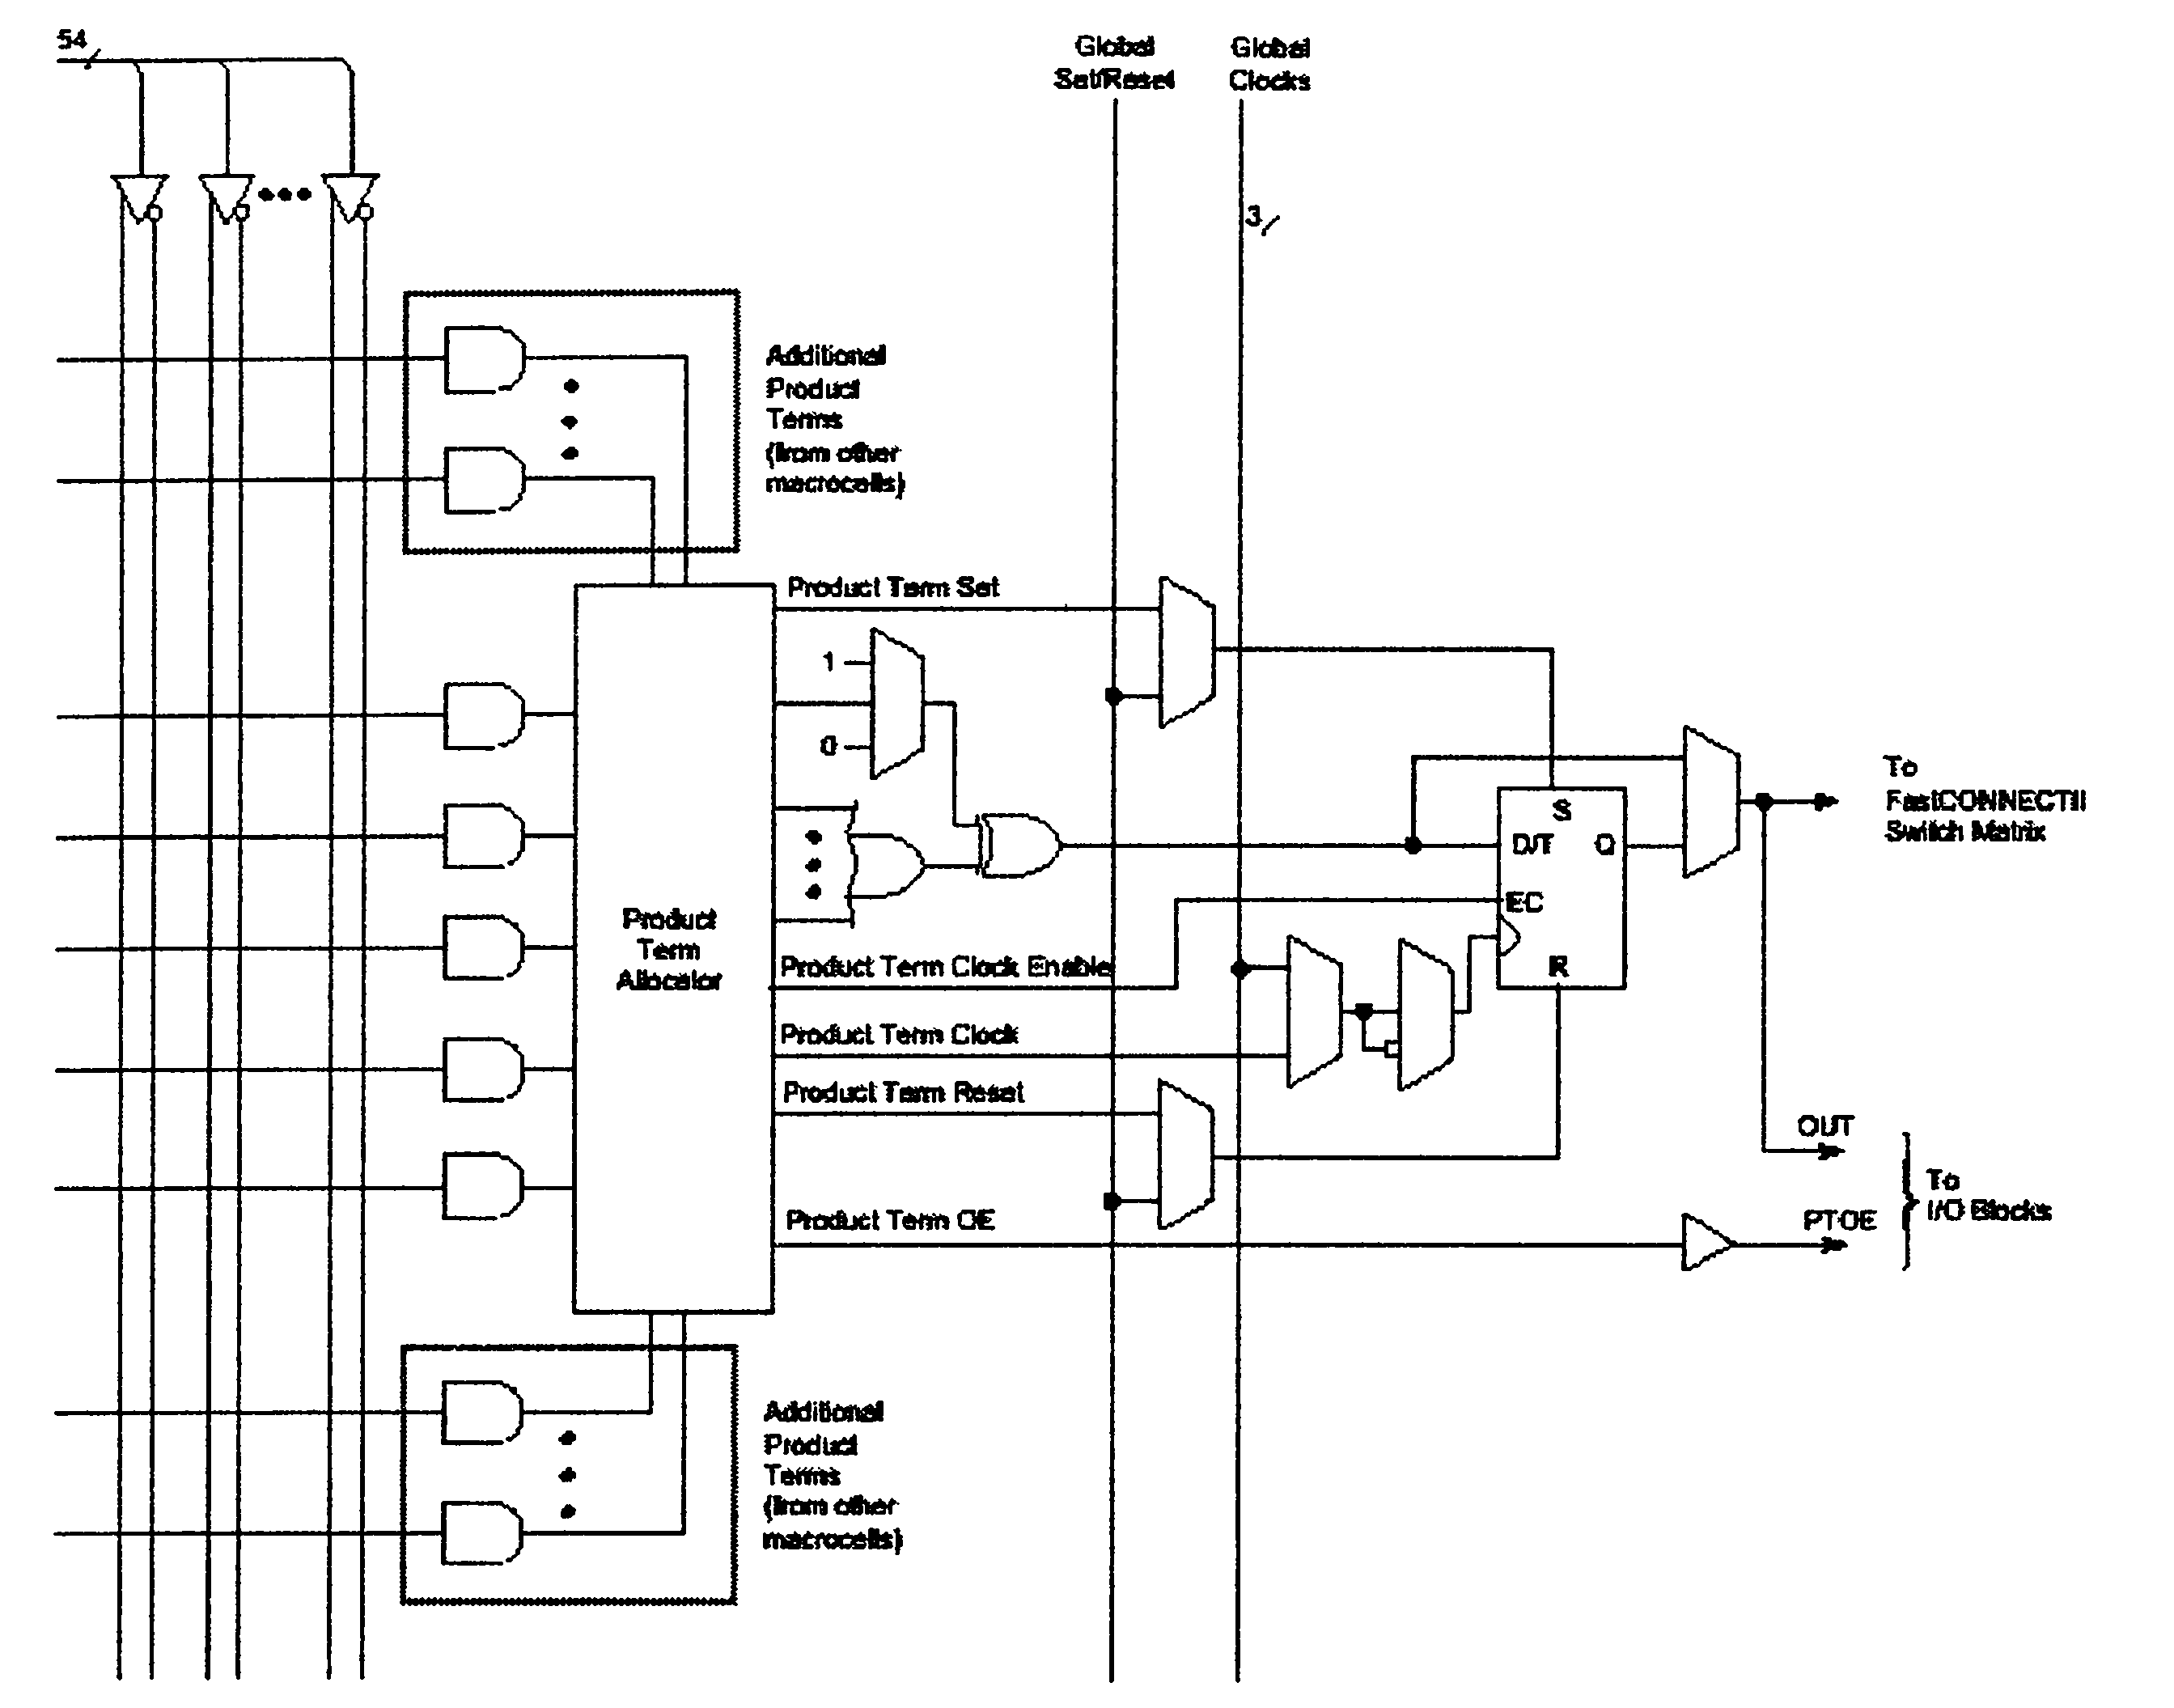 54
Global
Set/Reset
Global
Clocks
3
Additional
Product
Terms
(from other
macrocells)
Product Term Set
1
0
To
FastCONNECTII
Switch Matrix
S
D/T
Q
EC
R
Product
Term
Allocator
Product Term Clock Enable
Product Term Clock
Product Term Reset
Product Term OE
OUT
PTOE
To
I/O Blocks
Additional
Product
Terms
(from other
macrocells)